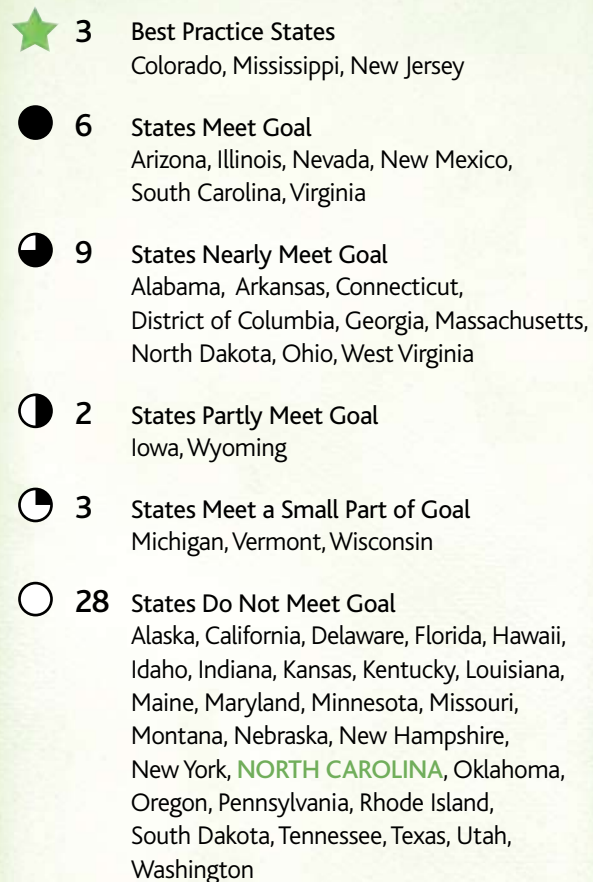 3 Best Practice States
Colorado, Mississippi, New Jersey
6 States Meet Goal
Arizona, Illinois, Nevada, New Mexico,
South Carolina, Virginia
9 States Nearly Meet Goal
Alabama, Arkansas, Connecticut,
District of Columbia, Georgia, Massachusetts,
North Dakota, Ohio, West Virginia
2 States Partly Meet Goal
Iowa, Wyoming
3 States Meet a Small Part of Goal
Michigan, Vermont, Wisconsin
28 States Do Not Meet Goal
Alaska, California, Delaware, Florida, Hawaii,
Idaho, Indiana, Kansas, Kentucky, Louisiana,
Maine, Maryland, Minnesota, Missouri,
Montana, Nebraska, New Hampshire,
New York, NORTH CAROLINA, Oklahoma,
Oregon, Pennsylvania, Rhode Island,
South Dakota, Tennessee, Texas, Utah,
Washington